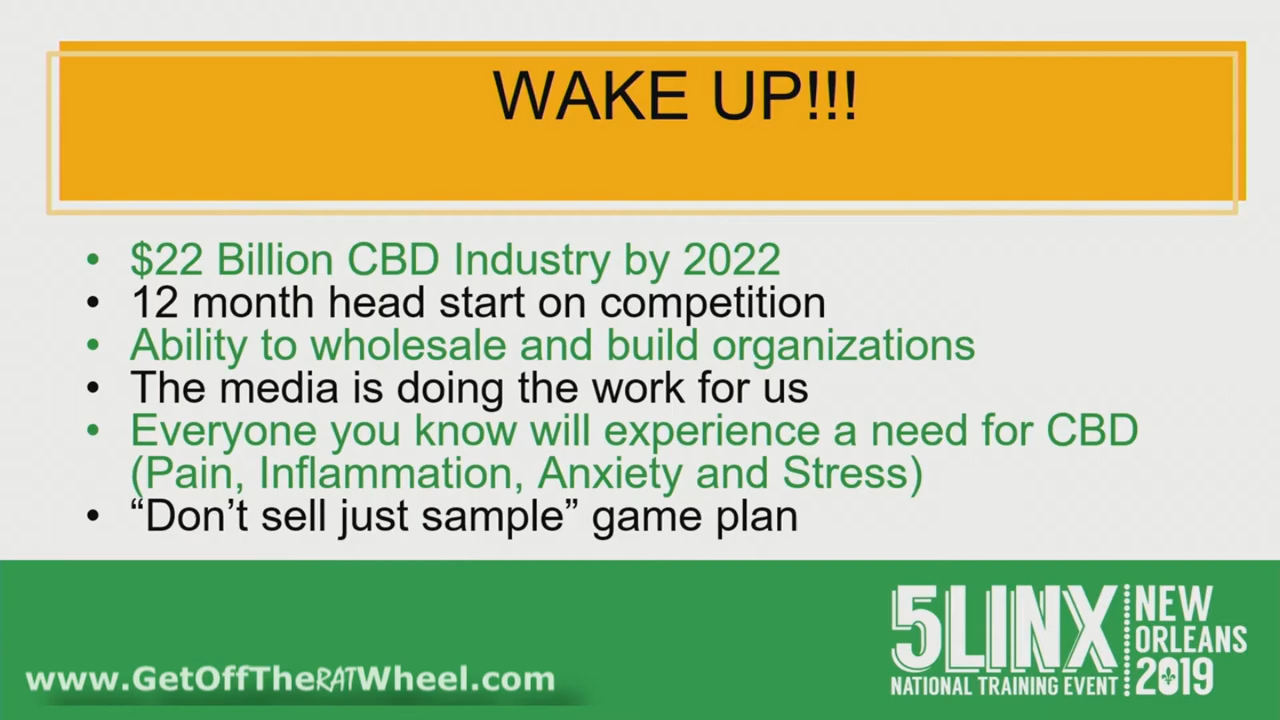 WAKE UP!!!
• $22 Billion CBD Industry by 2022
• 12 month head start on competition
• Ability to wholesale and build organizations
• The media is doing the work for us
• Everyone you know will experience a need for CBD
(Pain, Inflammation, Anxiety and Stress)
• “Don’t sell just sample” game plan
5LINX
NATIONAL TRAINING EVENT
NEW
ORLEANS
2019
www.GetOffTheRATWheel.com